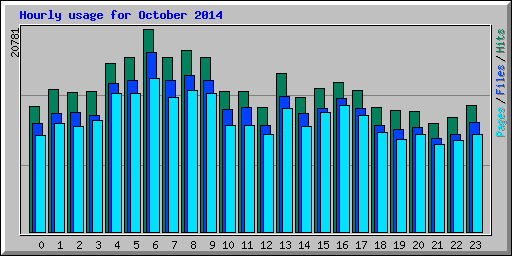 Hourly usage for October 2014
20781
Pages / Files / Hits
0 1 2 3 4 5 6 7 8 9 10 11 12 13 14 15 16 17 18 19 20 21 22 23